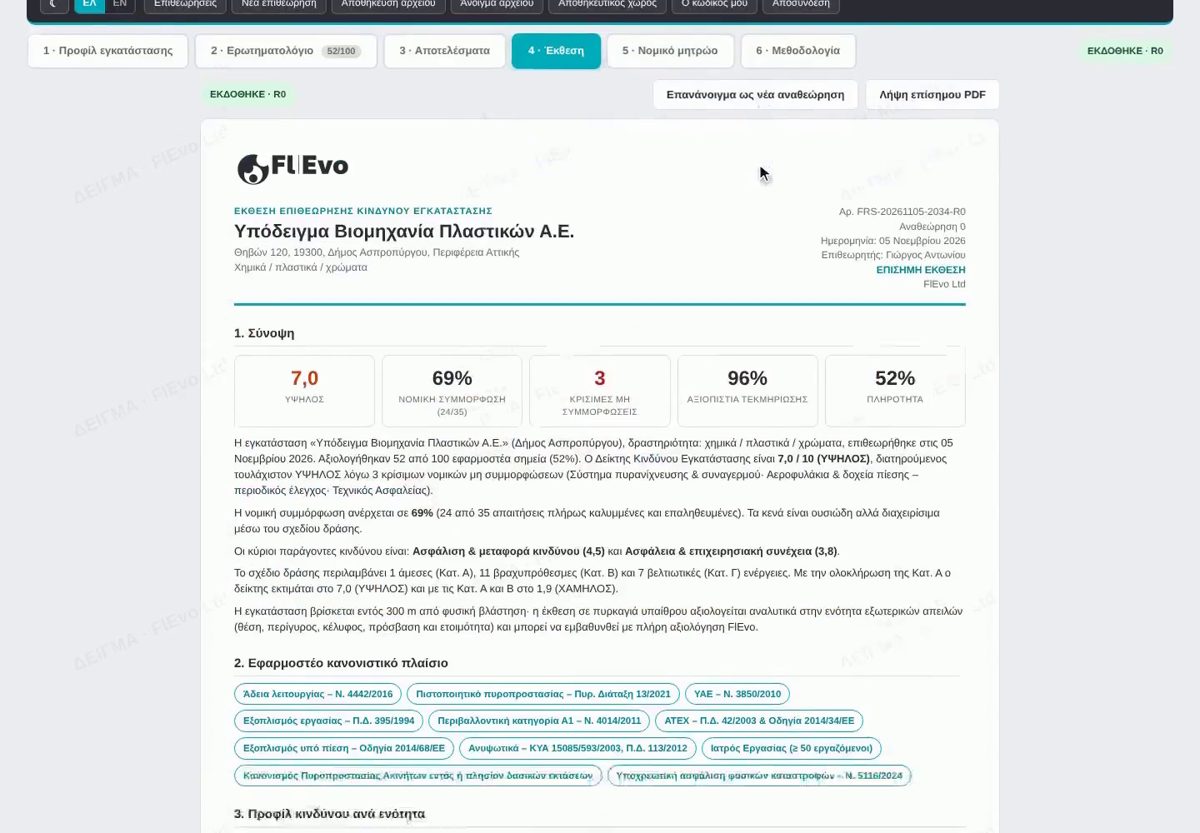 ΕΛ EN Επιθεωρήσεις Νέα επιθεώρηση Αποθήκευση αρχείου Άνοιγμα αρχείου Αποθηκευτικός χώρος Ο κωδικός μου Αποσύνδεση
1 · Προφίλ εγκατάστασης 2 · Ερωτηματολόγιο 52/100 3 · Αποτελέσματα 4 · Έκθεση 5 · Νομικό μητρώο 6 · Μεθοδολογία ΕΚΔΟΘΗΚΕ · R0
ΕΚΔΟΘΗΚΕ · R0 Επανάνοιγμα ως νέα αναθεώρηση Λήψη επίσημου PDF
FlEvo
ΕΚΘΕΣΗ ΕΠΙΘΕΩΡΗΣΗΣ ΚΙΝΔΥΝΟΥ ΕΓΚΑΤΑΣΤΑΣΗΣ
Υπόδειγμα Βιομηχανία Πλαστικών Α.Ε.
Θηβών 120, 19300, Δήμος Ασπροπύργου, Περιφέρεια Αττικής
Χημικά / πλαστικά / χρώματα
Αρ. FRS-20261105-2034-R0
Αναθεώρηση 0
Ημερομηνία: 05 Νοεμβρίου 2026
Επιθεωρητής: Γιώργος Αντωνίου
ΕΠΙΣΗΜΗ ΕΚΘΕΣΗ
FlEvo Ltd
1. Σύνοψη
7,0 69% 3 96% 52%
ΥΨΗΛΟΣ ΝΟΜΙΚΗ ΣΥΜΜΟΡΦΩΣΗ ΚΡΙΣΙΜΕΣ ΜΗ ΑΞΙΟΠΙΣΤΙΑ ΤΕΚΜΗΡΙΩΣΗΣ ΠΛΗΡΟΤΗΤΑ
(24/35) ΣΥΜΜΟΡΦΩΣΕΙΣ
Η εγκατάσταση «Υπόδειγμα Βιομηχανία Πλαστικών Α.Ε.» (Δήμος Ασπροπύργου), δραστηριότητα: χημικά / πλαστικά / χρώματα, επιθεωρήθηκε στις 05
Νοεμβρίου 2026. Αξιολογήθηκαν 52 από 100 εφαρμοστέα σημεία (52%). Ο Δείκτης Κινδύνου Εγκατάστασης είναι 7,0 / 10 (ΥΨΗΛΟΣ), διατηρούμενος
τουλάχιστον ΥΨΗΛΟΣ λόγω 3 κρίσιμων νομικών μη συμμορφώσεων (Σύστημα πυρανίχνευσης & συναγερμού· Αεροφυλάκια & δοχεία πίεσης –
περιοδικός έλεγχος· Τεχνικός Ασφαλείας).
Η νομική συμμόρφωση ανέρχεται σε 69% (24 από 35 απαιτήσεις πλήρως καλυμμένες και επαληθευμένες). Τα κενά είναι ουσιώδη αλλά διαχειρίσιμα
μέσω του σχεδίου δράσης.
Οι κύριοι παράγοντες κινδύνου είναι: Ασφάλιση & μεταφορά κινδύνου (4,5) και Ασφάλεια & επιχειρησιακή συνέχεια (3,8).
Το σχέδιο δράσης περιλαμβάνει 1 άμεσες (Κατ. Α), 11 βραχυπρόθεσμες (Κατ. Β) και 7 βελτιωτικές (Κατ. Γ) ενέργειες. Με την ολοκλήρωση της Κατ. Α ο
δείκτης εκτιμάται στο 7,0 (ΥΨΗΛΟΣ) και με τις Κατ. Α και Β στο 1,9 (ΧΑΜΗΛΟΣ).
Η εγκατάσταση βρίσκεται εντός 300 m από φυσική βλάστηση· η έκθεση σε πυρκαγιά υπαίθρου αξιολογείται αναλυτικά στην ενότητα εξωτερικών απειλών
(θέση, περίγυρος, κέλυφος, πρόσβαση και ετοιμότητα) και μπορεί να εμβαθυνθεί με πλήρη αξιολόγηση FlEvo.
2. Εφαρμοστέο κανονιστικό πλαίσιο
Άδεια λειτουργίας – Ν. 4442/2016 Πιστοποιητικό πυροπροστασίας – Πυρ. Διάταξη 13/2021 ΥΑΕ – Ν. 3850/2010
Εξοπλισμός εργασίας – Π.Δ. 395/1994 Περιβαλλοντική κατηγορία Α1 – Ν. 4014/2011 ATEX – Π.Δ. 42/2003 & Οδηγία 2014/34/ΕΕ
Εξοπλισμός υπό πίεση – Οδηγία 2014/68/ΕΕ Ανυψωτικά – ΚΥΑ 15085/593/2003, Π.Δ. 113/2012 Ιατρός Εργασίας (≥ 50 εργαζόμενοι)
Κανονισμός Πυροπροστασίας Ακινήτων εντός ή πλησίον δασικών εκτάσεων Υποχρεωτική ασφάλιση φυσικών καταστροφών – Ν. 5116/2024
3. Προφίλ κινδύνου ανά ενότητα
ΔΕΙΓΜΑ · FlEvo Ltd
ΔΕΙΓΜΑ · FlEvo Ltd
ΔΕΙΓΜΑ · FlEvo Ltd